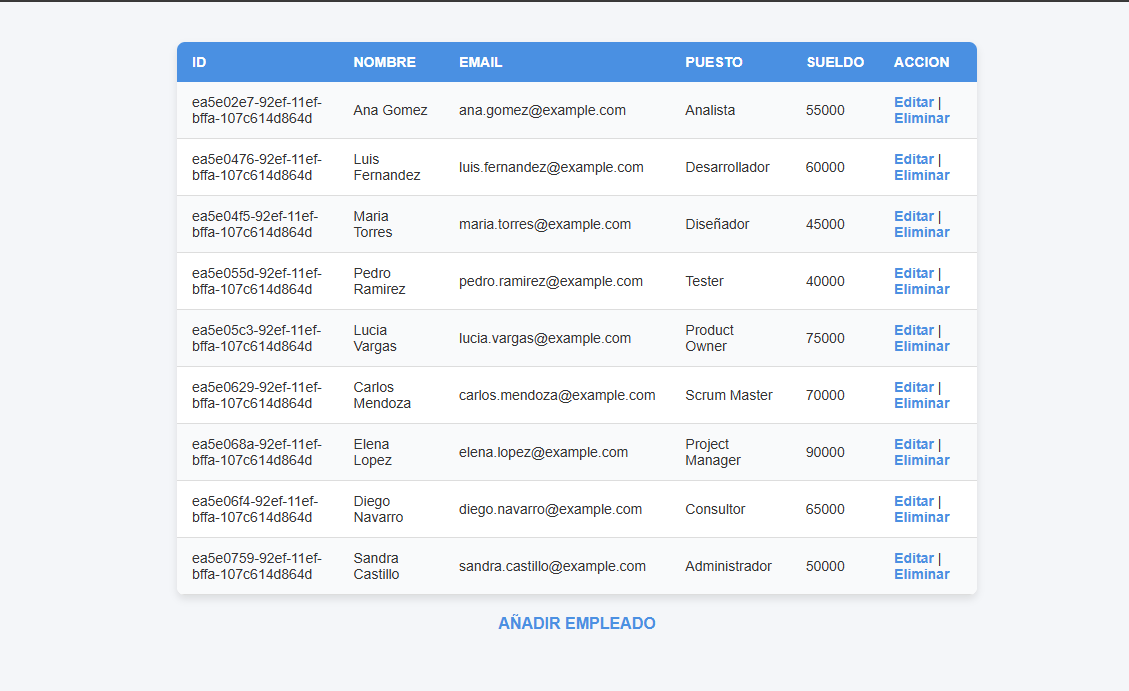 ID NOMBRE EMAIL PUESTO SUELDO ACCION
ea5e02e7-92ef-11ef-
bffa-107c614d864d
Ana Gomez
ana.gomez@example.com
Analista
55000
Editar |
Eliminar
ea5e0476-92ef-11ef-
bffa-107c614d864d
Luis
Fernandez
luis.fernandez@example.com
Desarrollador
60000
Editar |
Eliminar
ea5e04f5-92ef-11ef-
bffa-107c614d864d
Maria
Torres
maria.torres@example.com
Diseñador
45000
Editar |
Eliminar
ea5e055d-92ef-11ef-
bffa-107c614d864d
Pedro
Ramirez
pedro.ramirez@example.com
Tester
40000
Editar |
Eliminar
ea5e05c3-92ef-11ef-
bffa-107c614d864d
Lucia
Vargas
lucia.vargas@example.com
Product
Owner
75000
Editar |
Eliminar
ea5e0629-92ef-11ef-
bffa-107c614d864d
Carlos
Mendoza
carlos.mendoza@example.com
Scrum Master
70000
Editar |
Eliminar
ea5e068a-92ef-11ef-
bffa-107c614d864d
Elena
Lopez
elena.lopez@example.com
Project
Manager
90000
Editar |
Eliminar
ea5e06f4-92ef-11ef-
bffa-107c614d864d
Diego
Navarro
diego.navarro@example.com
Consultor
65000
Editar |
Eliminar
ea5e0759-92ef-11ef-
bffa-107c614d864d
Sandra
Castillo
sandra.castillo@example.com
Administrador
50000
Editar |
Eliminar
AÑADIR EMPLEADO